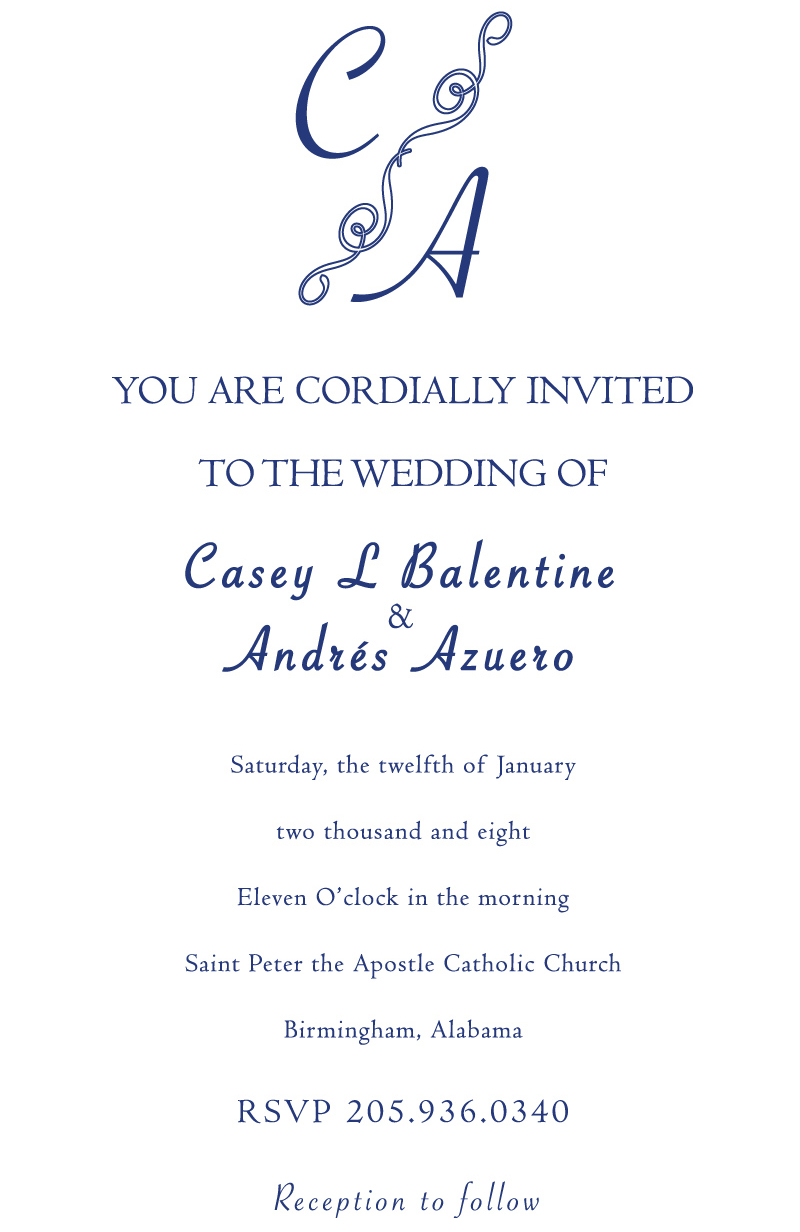 C
A
YOU ARE CORDIALLY INVITED
TO THE WEDDING OF
Casey L Balentine
&
Andrés Azuero
Saturday, the twelfth of January
two thousand and eight
Eleven O’clock in the morning
Saint Peter the Apostle Catholic Church
Birmingham, Alabama
RSVP 205.936.0340
Reception to follow